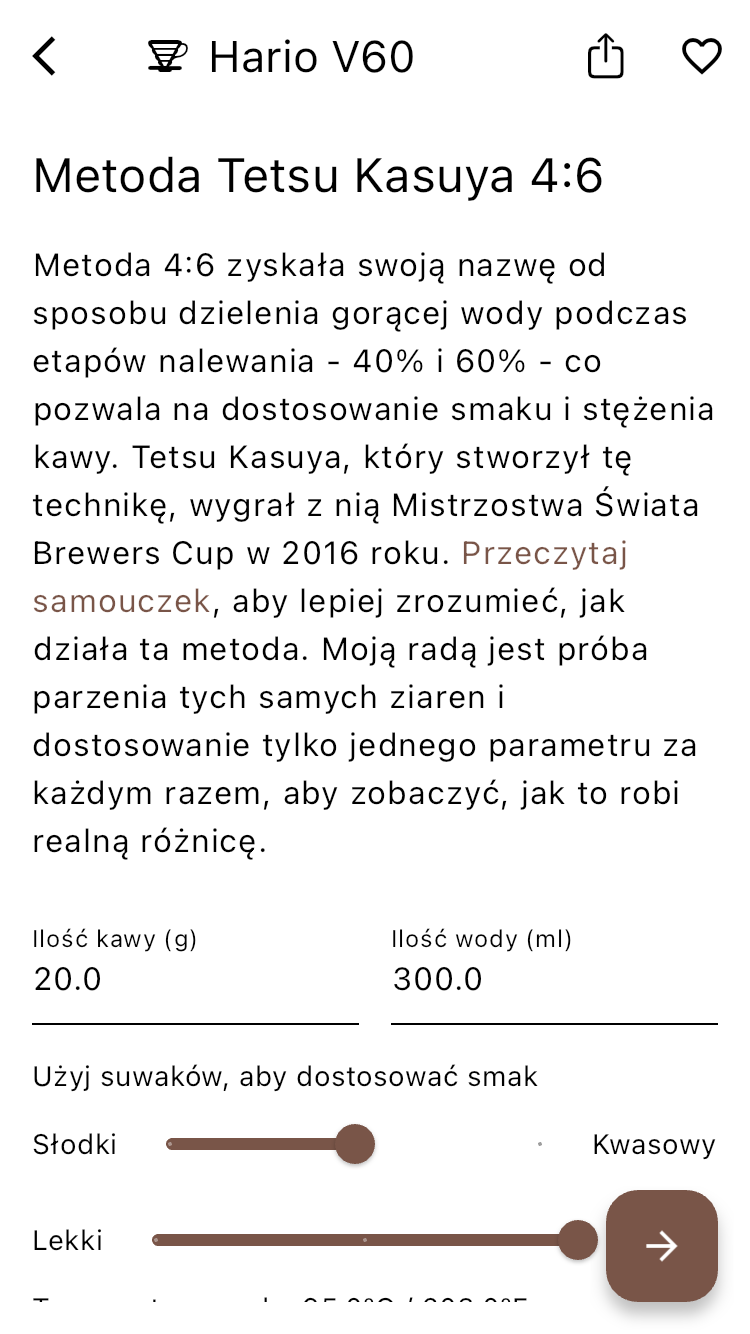 Hario V60
Metoda Tetsu Kasuya 4:6
Metoda 4:6 zyskała swoją nazwę od
sposobu dzielenia gorącej wody podczas
etapów nalewania - 40% i 60% - co
pozwala na dostosowanie smaku i stężenia
kawy. Tetsu Kasuya, który stworzył tę
technikę, wygrał z nią Mistrzostwa Świata
Brewers Cup w 2016 roku. Przeczytaj
samouczek, aby lepiej zrozumieć, jak
działa ta metoda. Moją radą jest próba
parzenia tych samych ziaren i
dostosowanie tylko jednego parametru za
każdym razem, aby zobaczyć, jak to robi
realną różnicę.
Ilość kawy (g) Ilość wody (ml)
20.0 300.0
Użyj suwaków, aby dostosować smak
Słodki Kwasowy
Lekki